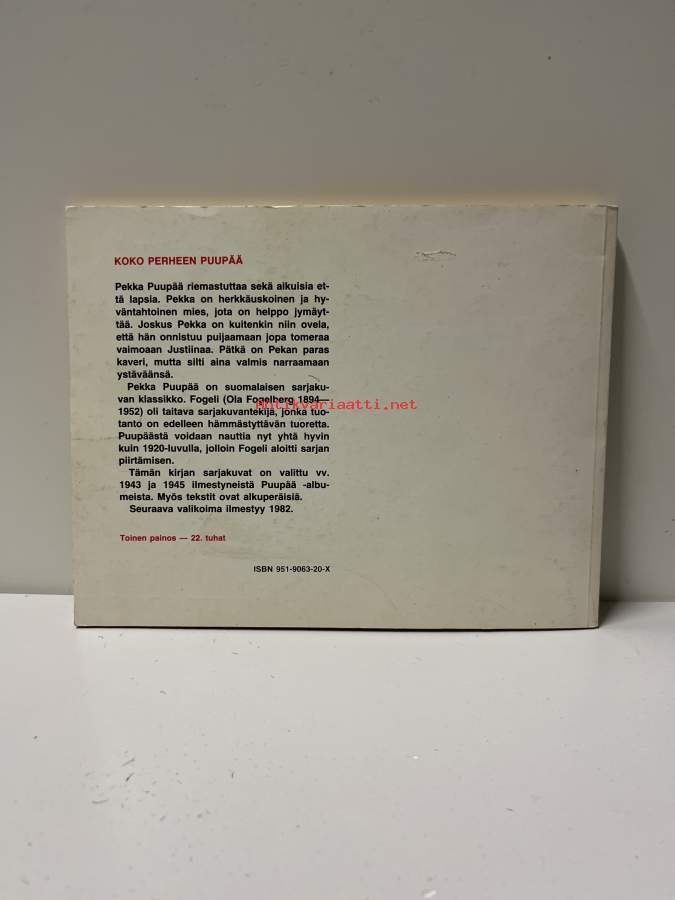 KOKO PERHEEN PUUPÄÄ
Pekka Puupää riemastuttaa sekä aikuisia et-
tä lapsia. Pekka on herkkäuskoinen ja hy-
väntahtoinen mies, jota on helppo jymäyt-
tää. Joskus Pekka on kuitenkin niin ovela,
että hän onnistuu puijaamaan jopa tomeraa
vaimoaan Justiinaa. Pätkä on Pekan paras
kaveri, mutta silti aina valmis narraamaan
ystäväänsä.
Pekka Puupää on suomalaisen sarjaku-
van klassikko. Fogeli (Ola Fogelberg 1894—
1952) oli taitava sarjakuvantekijä, jonka tuo-
tanto on edelleen hämmästyttävän tuoretta.
Puupäästä voidaan nauttia nyt yhtä hyvin
kuin 1920-luvulla, jolloin Fogeli aloitti sarjan
piirtämisen.
Tämän kirjan sarjakuvat on valittu vv.
1943 ja 1945 ilmestyneistä Puupää -albu-
meista. Myös tekstit ovat alkuperäisiä.
Seuraava valikoima ilmestyy 1982.
Toinen painos — 22. tuhat
ISBN 951-9063-20-X
antikvariaatti.net